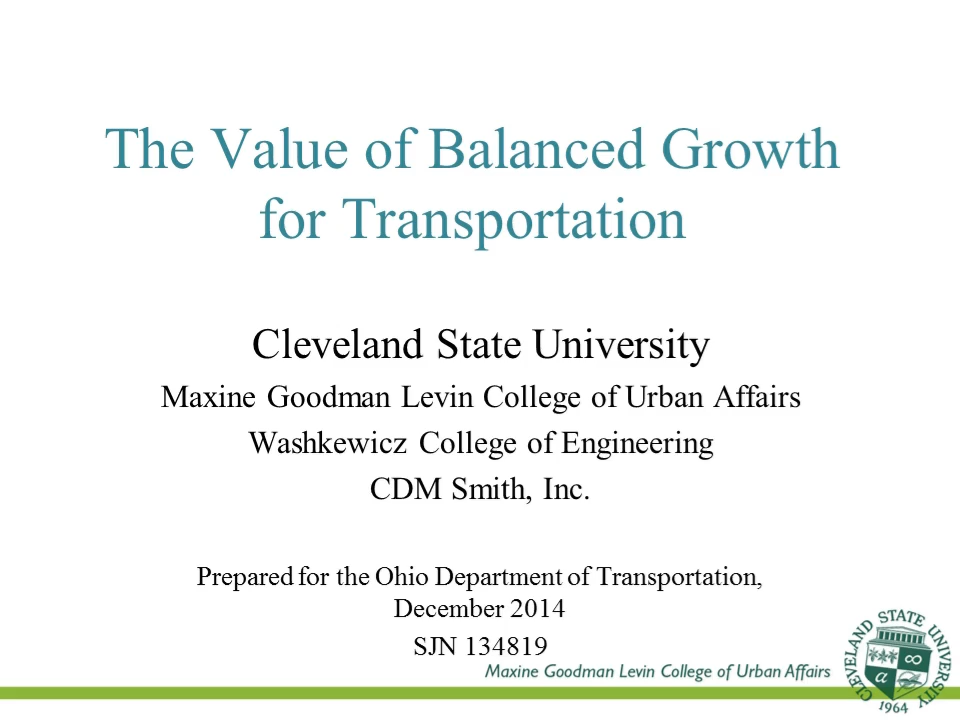 The Value of Balanced Growth
for Transportation
Cleveland State University
Maxine Goodman Levin College of Urban Affairs
Washkewicz College of Engineering
CDM Smith, Inc.
Prepared for the Ohio Department of Transportation,
December 2014
SJN 134819
Maxine Goodman Levin College of Urban Affairs
CLEVELAND STATE UNIVERSITY
1964